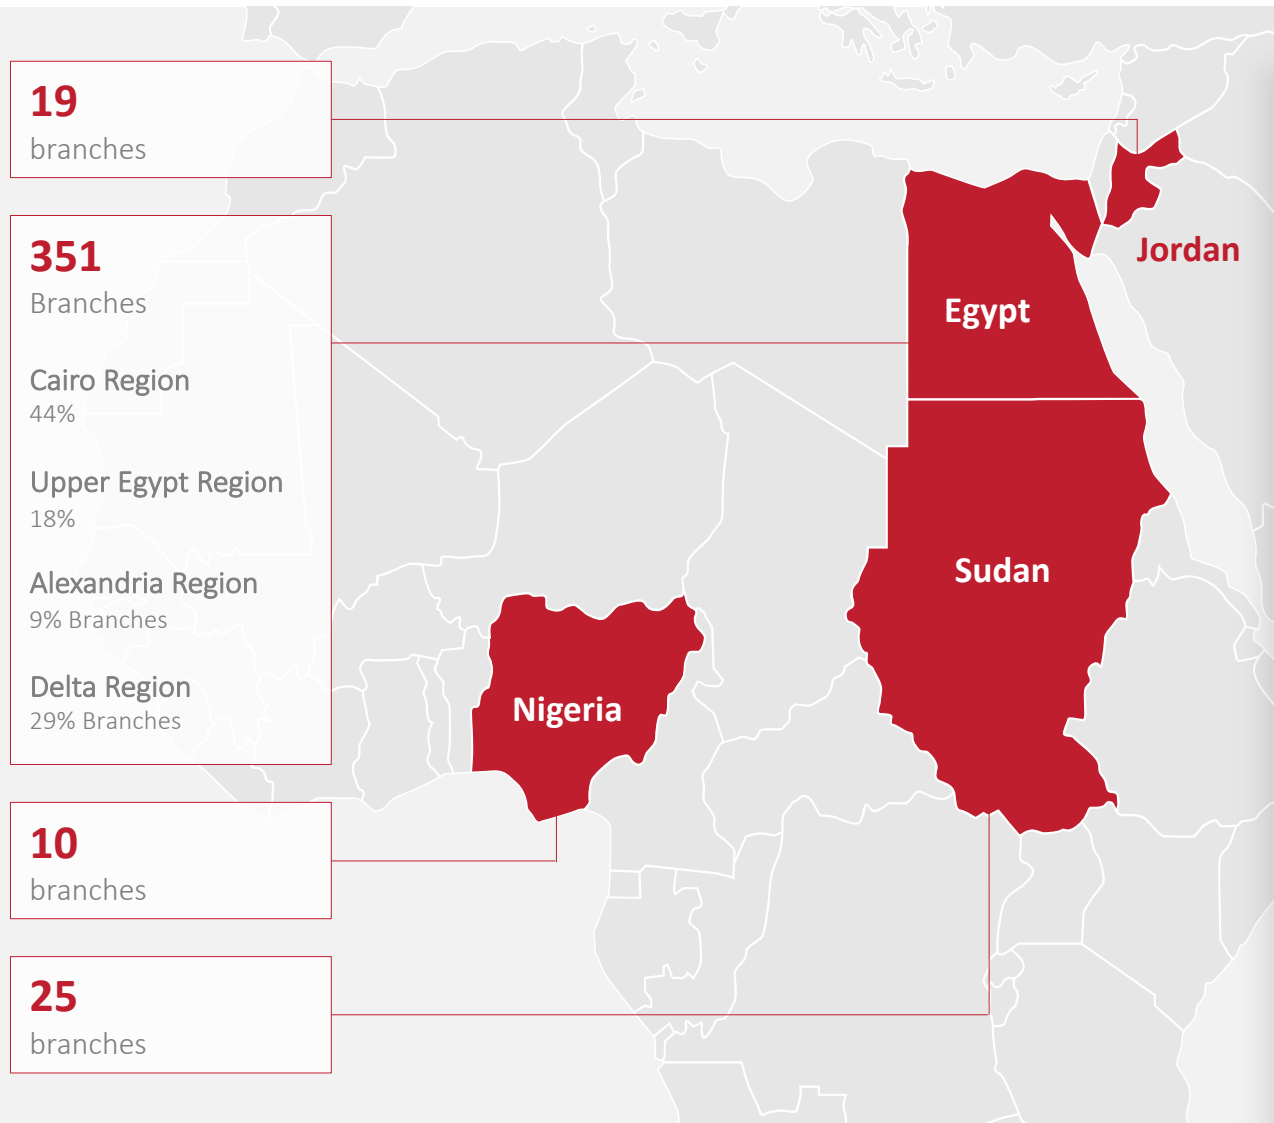 19
branches
351
Branches
Cairo Region
44%
Upper Egypt Region
18%
Alexandria Region
9% Branches
Delta Region
29% Branches
10
branches
25
branches
Jordan
Egypt
Sudan
Nigeria